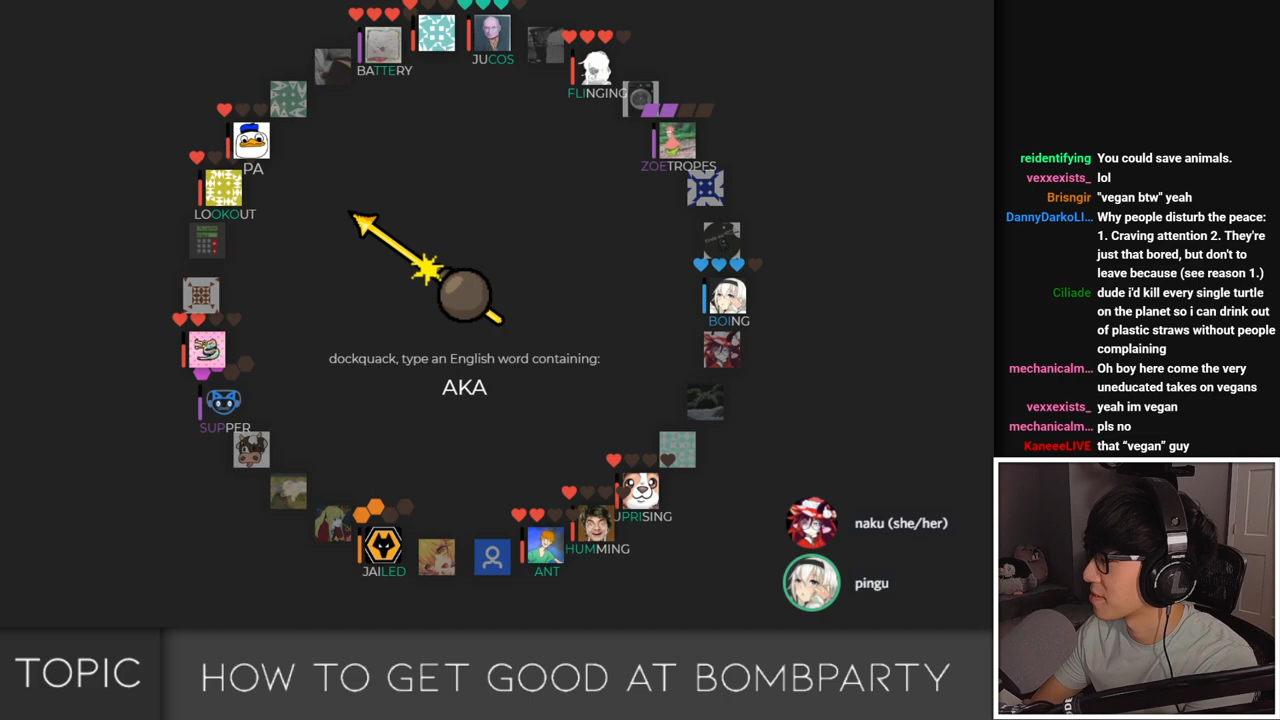 BATTERY
JUCOS
FLINGING
ZOETROPES
PA
LOOKOUT
BOING
dockquack, type an English word containing:
AKA
SUPPER
UPRISING
HUMMING
JAILED
ANT
naku (she/her)
pingu
reidentifying You could save animals.
vexxexists_ lol
Brisngir "vegan btw" yeah
DannyDarkoLI... Why people disturb the peace:
1. Craving attention 2. They're
just that bored, but don't to
leave because (see reason 1.)
Ciliade dude i'd kill every single turtle
on the planet so i can drink out
of plastic straws without people
complaining
mechanicalm... Oh boy here come the very
uneducated takes on vegans
vexxexists_ yeah im vegan
mechanicalm... pls no
KaneeeLIVE that “vegan” guy
TOPIC
HOW TO GET GOOD AT BOMBPARTY